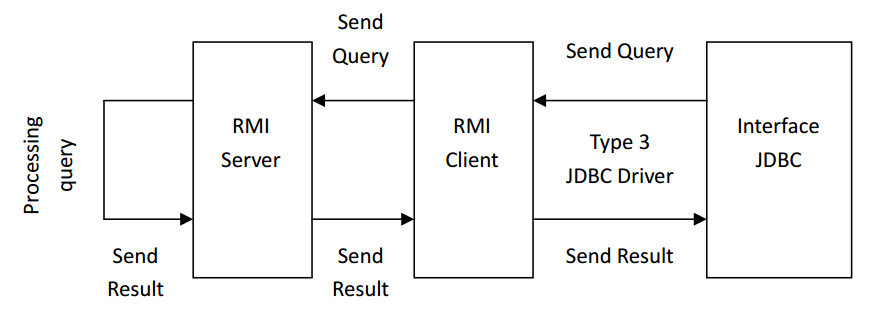 Send
Query
Send Query
Processing
query
RMI
Server
RMI
Client
Type 3
JDBC Driver
Interface
JDBC
Send
Result
Send
Result
Send Result